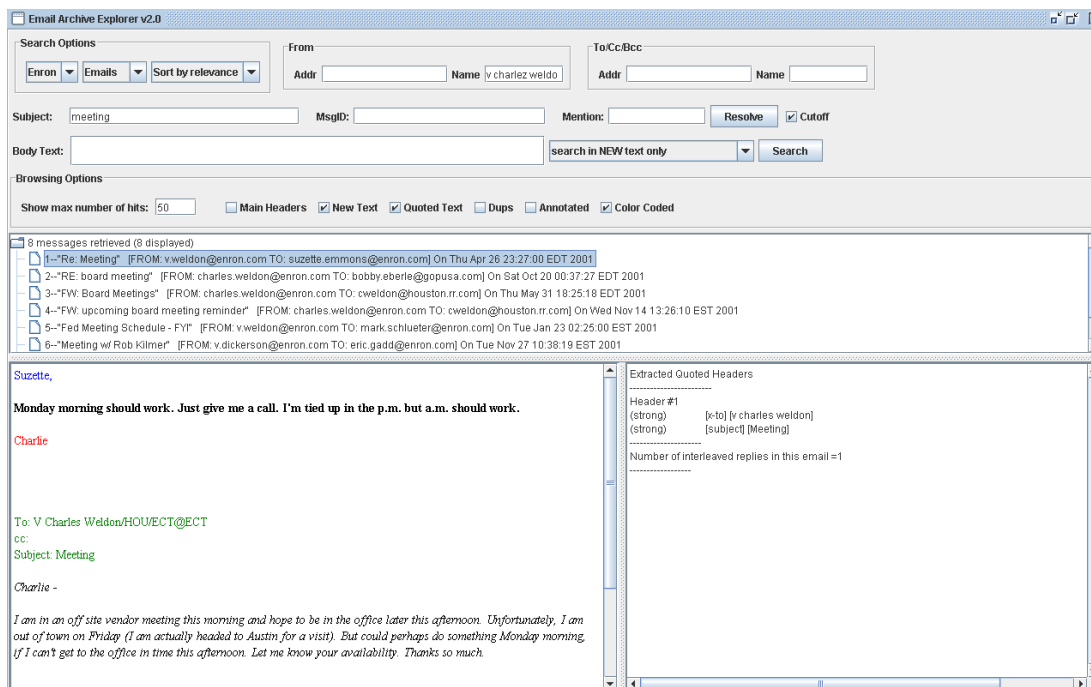 Email Archive Explorer v2.0
Search Options
From
To/Cc/Bcc
Enron Emails Sort by relevance
Addr Name v charlez weldo
Addr Name
Subject: meeting MsgID: Mention: Resolve Cutoff
Body Text: search in NEW text only Search
Browsing Options
Show max number of hits: 50 Main Headers New Text Quoted Text Dups Annotated Color Coded
8 messages retrieved (8 displayed)
1--"Re: Meeting" [FROM: v.weldon@enron.com TO: suzette.emmons@enron.com] On Thu Apr 26 23:27:00 EDT 2001
2--"RE: board meeting" [FROM: charles.weldon@enron.com TO: bobby.eberle@gopusa.com] On Sat Oct 20 00:37:27 EDT 2001
3--"FW: Board Meetings" [FROM: charles.weldon@enron.com TO: cweldon@houston.rr.com] On Thu May 31 18:25:18 EDT 2001
4--"FW: upcoming board meeting reminder" [FROM: charles.weldon@enron.com TO: cweldon@houston.rr.com] On Wed Nov 14 13:26:10 EST 2001
5--"Fed Meeting Schedule - FYI" [FROM: v.weldon@enron.com TO: mark.schlueter@enron.com] On Tue Jan 23 02:25:00 EST 2001
6--"Meeting w/ Rob Kilmer" [FROM: v.dickerson@enron.com TO: eric.gadd@enron.com] On Tue Nov 27 10:38:19 EST 2001
Suzette,
Monday morning should work. Just give me a call. I'm tied up in the p.m. but a.m. should work.
Charlie
To: V Charles Weldon/HOU/ECT@ECT
cc:
Subject: Meeting
Charlie -
I am in an off site vendor meeting this morning and hope to be in the office later this afternoon. Unfortunately, I am
out of town on Friday (I am actually headed to Austin for a visit). But could perhaps do something Monday morning,
if I can't get to the office in time this afternoon. Let me know your availability. Thanks so much.
Extracted Quoted Headers
------------------------
Header #1
(strong) [x-to] [v charles weldon]
(strong) [subject] [Meeting]
---------------------
Number of interleaved replies in this email =1
------------------